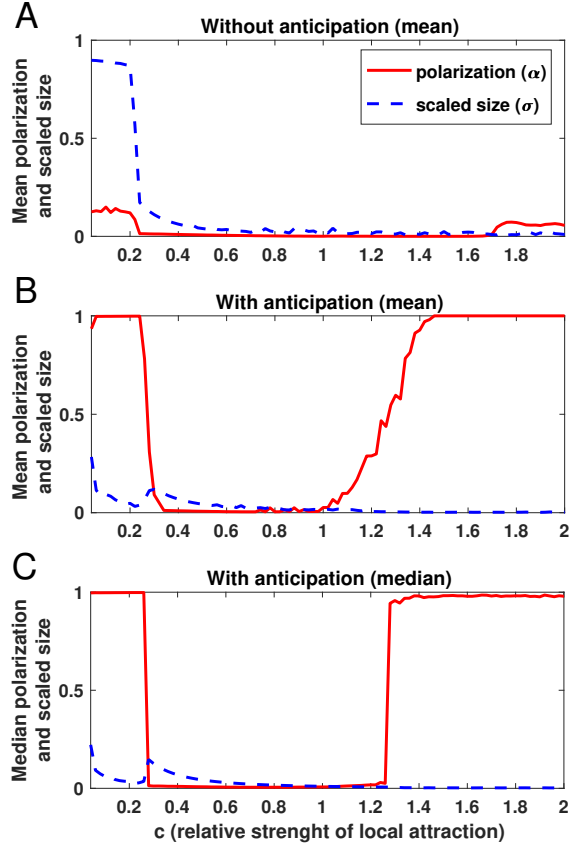 A
Without anticipation (mean)
Mean polarization
and scaled size
1
0.5
0
polarization (α)
scaled size (σ)
0.2 0.4 0.6 0.8 1 1.2 1.4 1.6 1.8
B
With anticipation (mean)
Mean polarization
and scaled size
1
0.5
0
0.2 0.4 0.6 0.8 1 1.2 1.4 1.6 1.8 2
C
With anticipation (median)
Median polarization
and scaled size
1
0.5
0
0.2 0.4 0.6 0.8 1 1.2 1.4 1.6 1.8 2
c (relative strenght of local attraction)